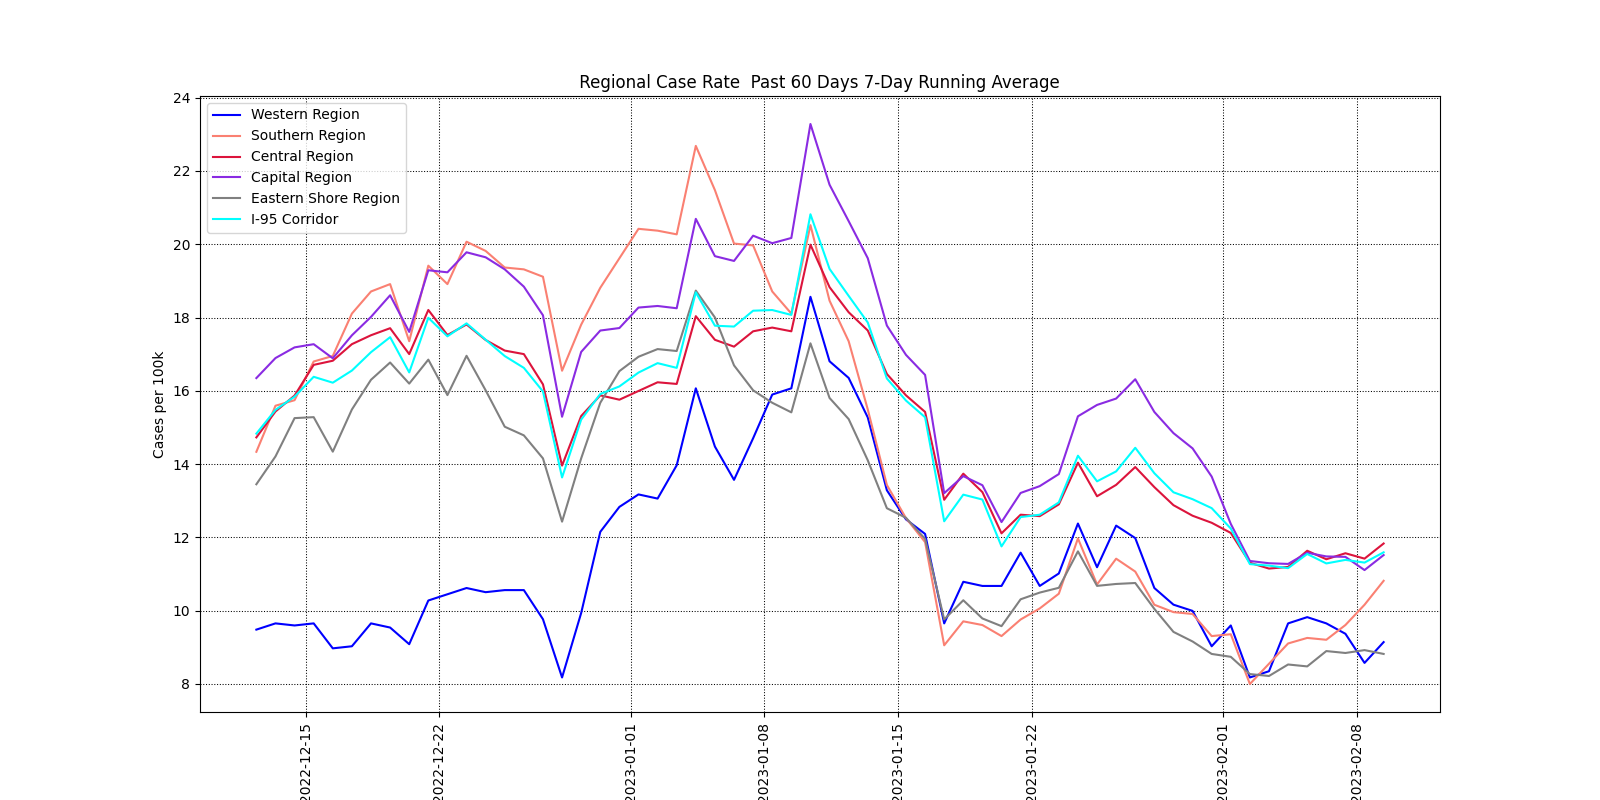 Regional Case Rate  Past 60 Days 7-Day Running Average
24
22
20
18
16
14
12
10
8
Cases per 100k
Western Region
Southern Region
Central Region
Capital Region
Eastern Shore Region
I-95 Corridor
2022-12-15
2022-12-22
2023-01-01
2023-01-08
2023-01-15
2023-01-22
2023-02-01
2023-02-08